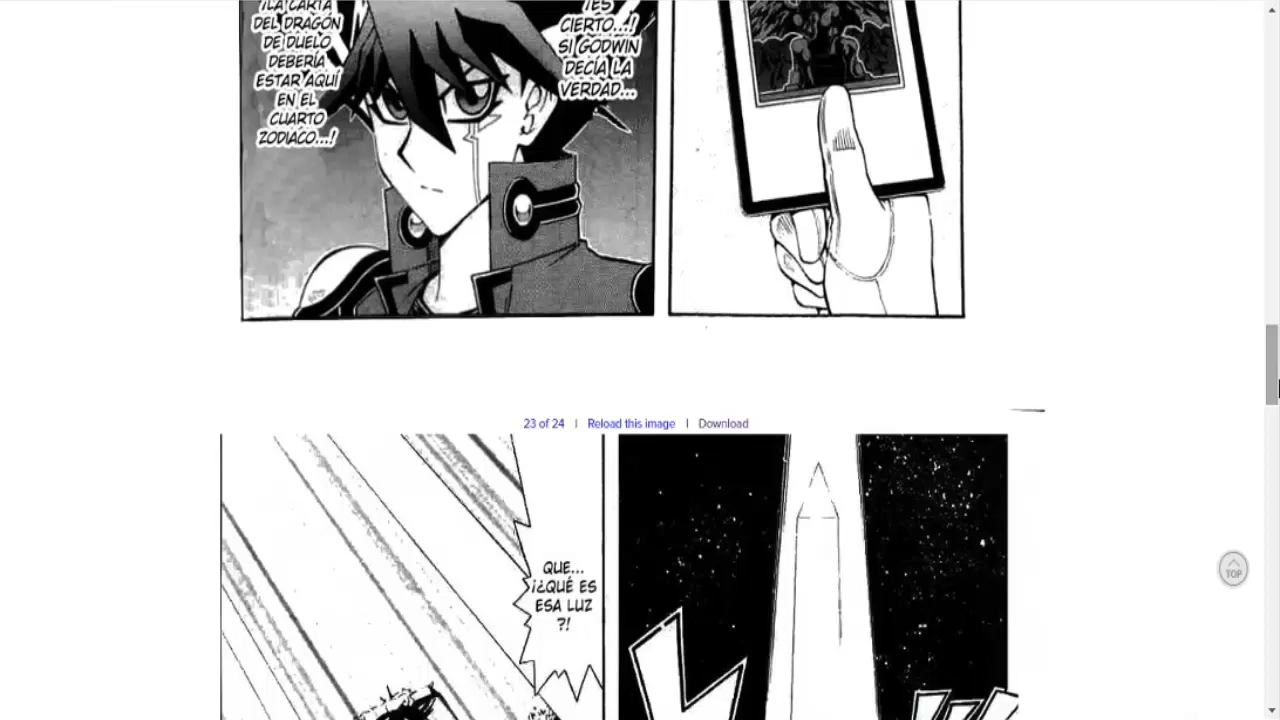 ¡LA CARTA
DEL DRAGÓN
DE DUELO
DEBERÍA
ESTAR AQUÍ
EN EL
CUARTO
ZODIACO...!
¡ES
CIERTO...!
SI GODWIN
DECÍA LA
VERDAD...
23 of 24 | Reload this image | Download
QUE...
¡¿QUÉ ES
ESA LUZ
?!
TOP